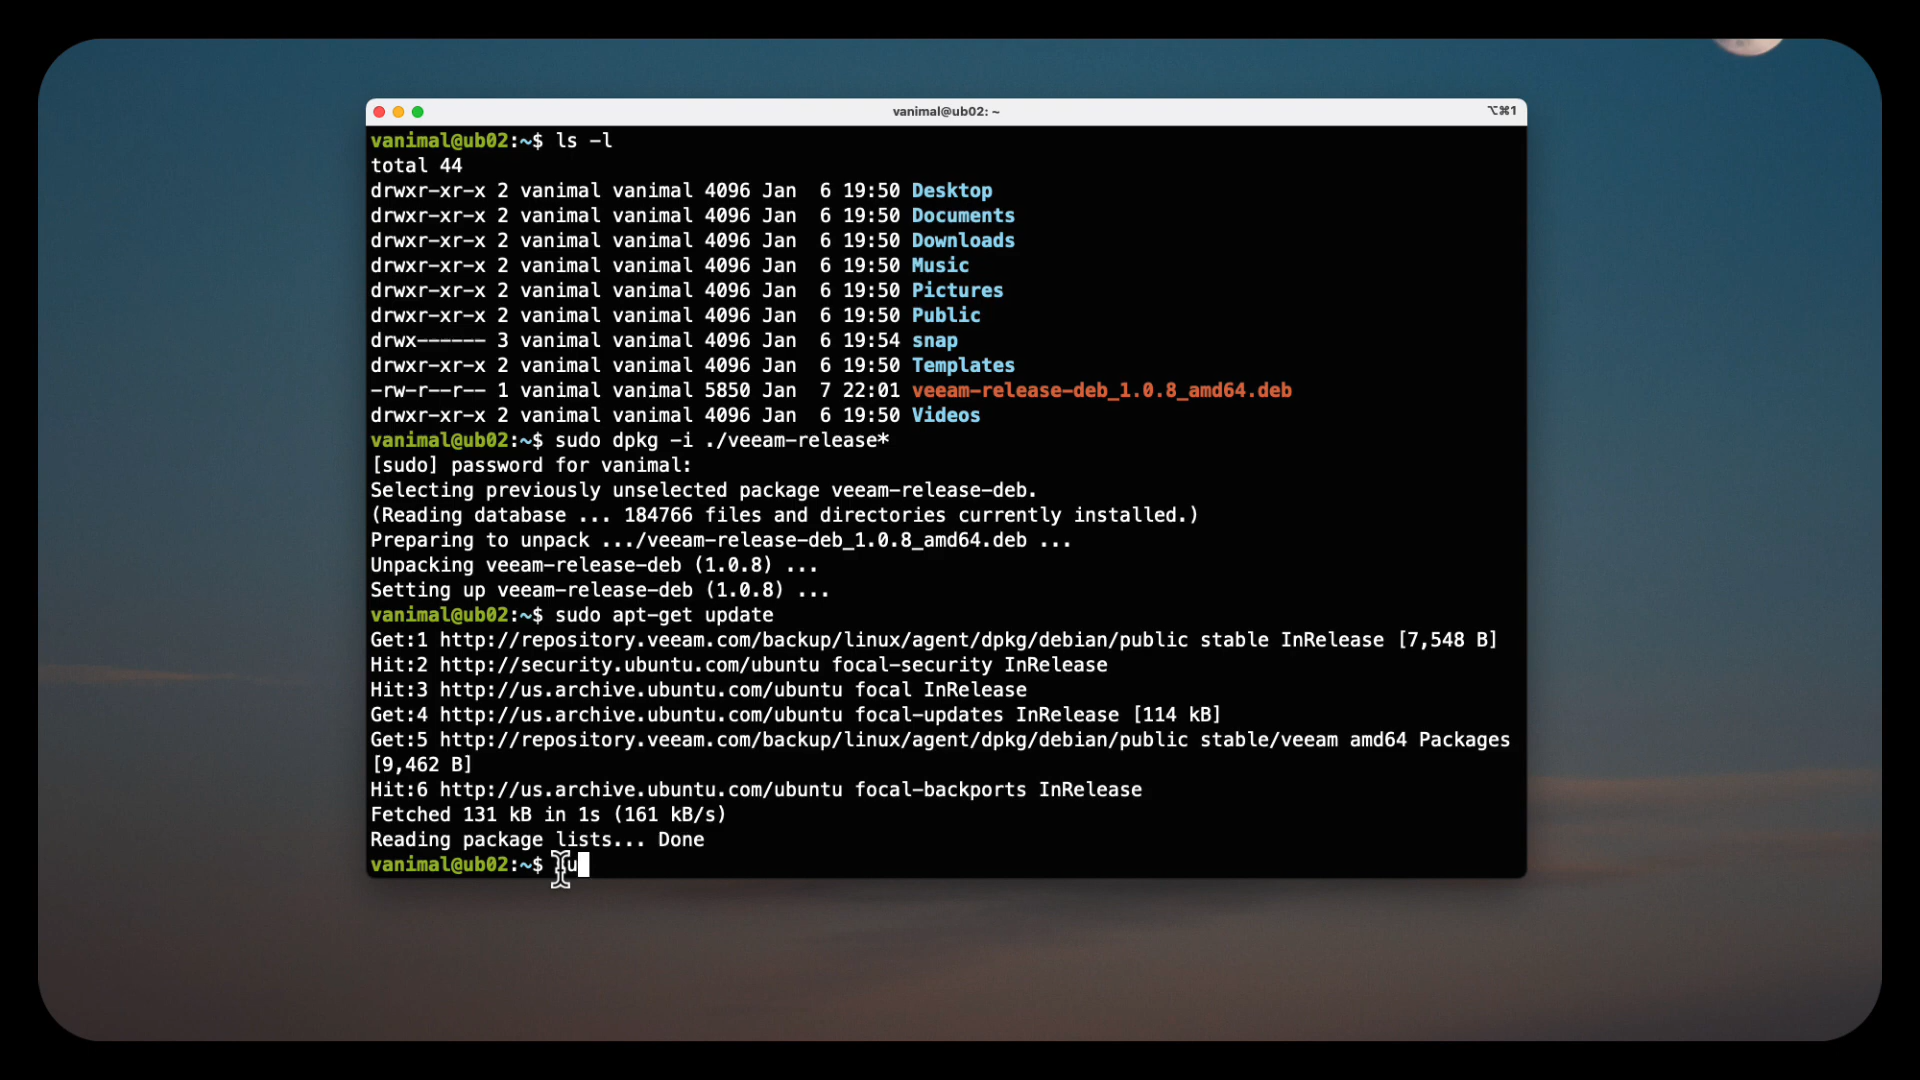 vanimal@ub02: ~
⌥⌘1
vanimal@ub02:~$ ls -l
total 44
drwxr-xr-x 2 vanimal vanimal 4096 Jan  6 19:50 Desktop
drwxr-xr-x 2 vanimal vanimal 4096 Jan  6 19:50 Documents
drwxr-xr-x 2 vanimal vanimal 4096 Jan  6 19:50 Downloads
drwxr-xr-x 2 vanimal vanimal 4096 Jan  6 19:50 Music
drwxr-xr-x 2 vanimal vanimal 4096 Jan  6 19:50 Pictures
drwxr-xr-x 2 vanimal vanimal 4096 Jan  6 19:50 Public
drwx------ 3 vanimal vanimal 4096 Jan  6 19:54 snap
drwxr-xr-x 2 vanimal vanimal 4096 Jan  6 19:50 Templates
-rw-r--r-- 1 vanimal vanimal 5850 Jan  7 22:01 veeam-release-deb_1.0.8_amd64.deb
drwxr-xr-x 2 vanimal vanimal 4096 Jan  6 19:50 Videos
vanimal@ub02:~$ sudo dpkg -i ./veeam-release*
[sudo] password for vanimal:
Selecting previously unselected package veeam-release-deb.
(Reading database ... 184766 files and directories currently installed.)
Preparing to unpack .../veeam-release-deb_1.0.8_amd64.deb ...
Unpacking veeam-release-deb (1.0.8) ...
Setting up veeam-release-deb (1.0.8) ...
vanimal@ub02:~$ sudo apt-get update
Get:1 http://repository.veeam.com/backup/linux/agent/dpkg/debian/public stable InRelease [7,548 B]
Hit:2 http://security.ubuntu.com/ubuntu focal-security InRelease
Hit:3 http://us.archive.ubuntu.com/ubuntu focal InRelease
Get:4 http://us.archive.ubuntu.com/ubuntu focal-updates InRelease [114 kB]
Get:5 http://repository.veeam.com/backup/linux/agent/dpkg/debian/public stable/veeam amd64 Packages
[9,462 B]
Hit:6 http://us.archive.ubuntu.com/ubuntu focal-backports InRelease
Fetched 131 kB in 1s (161 kB/s)
Reading package lists... Done
vanimal@ub02:~$